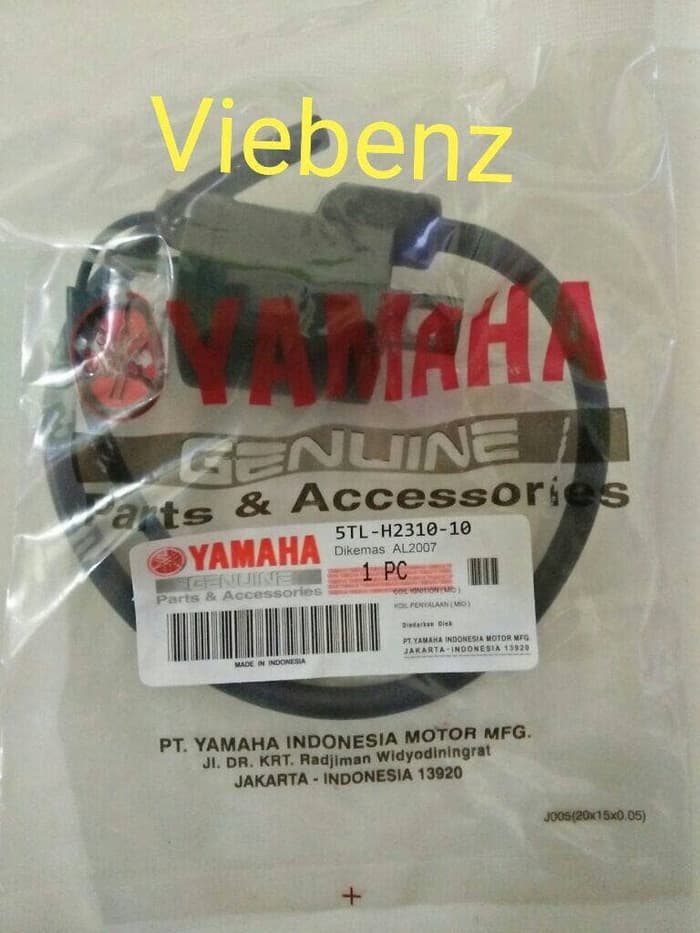 Viebenz
YAMAHA
GENUINE
Parts & Accessories
5TL-H2310-10
YAMAHA
Dikemas AL2007
GENUINE
1 PC
Parts & Accessories
COIL IGNITION ( MIO )
KOIL PENYALAAN ( MIO )
Diedarkan Oleh
PT.YAMAHA INDONESIA MOTOR MFG
MADE IN INDONESIA
JAKARTA - INDONESIA 13920
PT. YAMAHA INDONESIA MOTOR MFG.
Jl. DR. KRT. Radjiman Widyodiningrat
JAKARTA - INDONESIA 13920
J005(20x15x0.05)